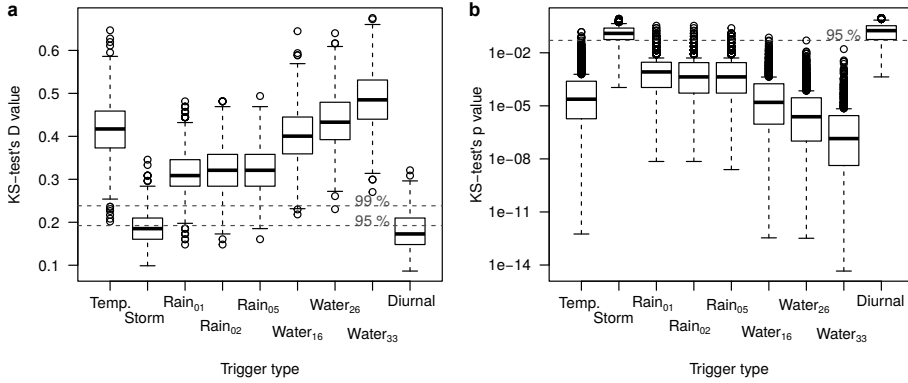 a
KS−test's D value
0.6
0.5
0.4
0.3
0.2
0.1
99 %
95 %
Temp.
Storm
Rain₀₁
Rain₀₂
Rain₀₅
Water₁₆
Water₂₆
Water₃₃
Diurnal
Trigger type
b
KS−test's p value
1e−02
1e−05
1e−08
1e−11
1e−14
95 %
Temp.
Storm
Rain₀₁
Rain₀₂
Rain₀₅
Water₁₆
Water₂₆
Water₃₃
Diurnal
Trigger type